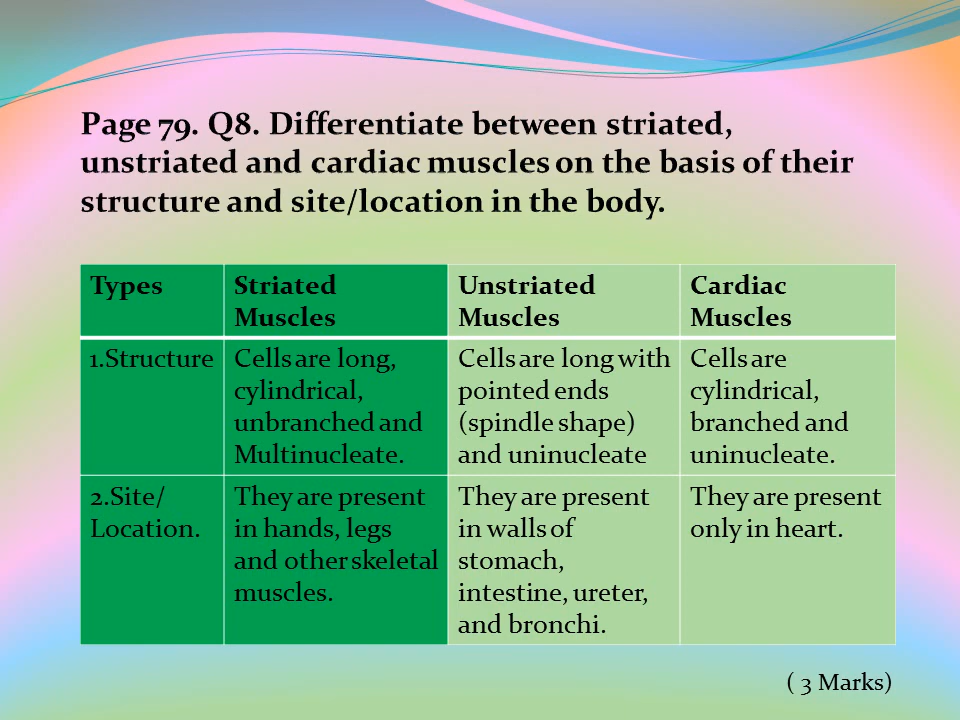 Page 79. Q8. Differentiate between striated,
unstriated and cardiac muscles on the basis of their
structure and site/location in the body.
Types
Striated
Muscles
Unstriated
Muscles
Cardiac
Muscles
1.Structure
Cells are long,
cylindrical,
unbranched and
Multinucleate.
Cells are long with
pointed ends
(spindle shape)
and uninucleate
Cells are
cylindrical,
branched and
uninucleate.
2.Site/
Location.
They are present
in hands, legs
and other skeletal
muscles.
They are present
in walls of
stomach,
intestine, ureter,
and bronchi.
They are present
only in heart.
( 3 Marks)